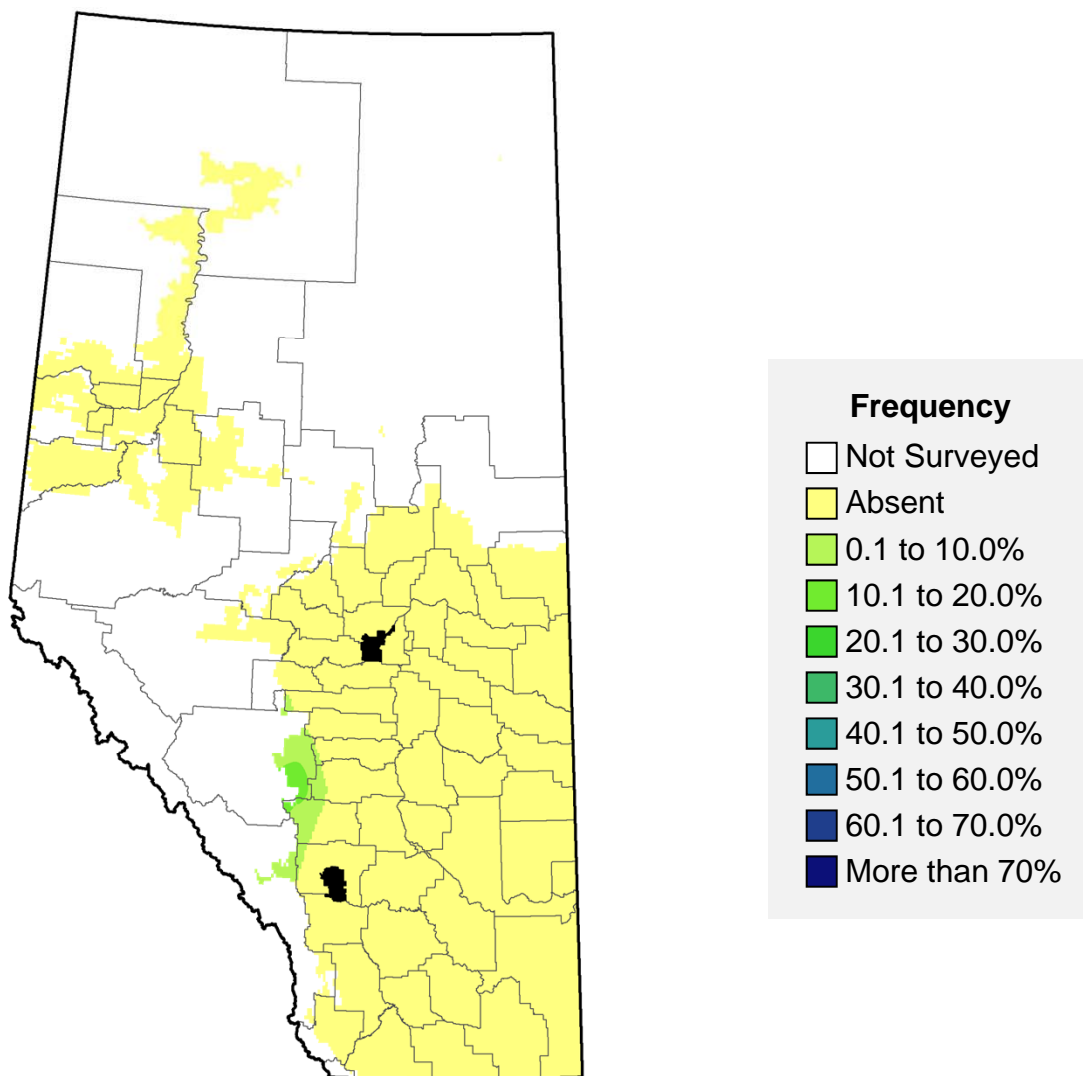 Frequency
Not Surveyed
Absent
0.1 to 10.0%
10.1 to 20.0%
20.1 to 30.0%
30.1 to 40.0%
40.1 to 50.0%
50.1 to 60.0%
60.1 to 70.0%
More than 70%